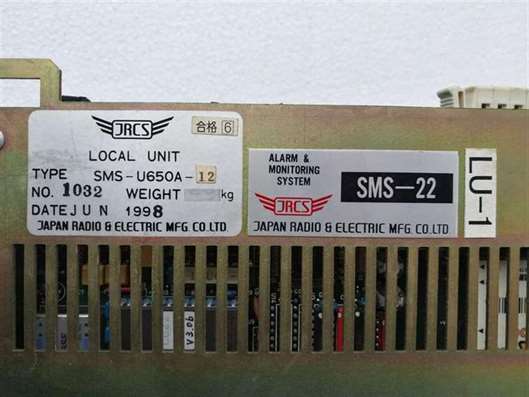 JRCS
合格 6
LOCAL UNIT
TYPE SMS-U650A-12
NO. 1032 WEIGHT kg
DATE JUN 1998
JAPAN RADIO & ELECTRIC MFG. CO. LTD.
ALARM &
MONITORING
SYSTEM
JRCS
SMS-22
JAPAN RADIO & ELECTRIC MFG. CO. LTD.
LU-1
V3.06